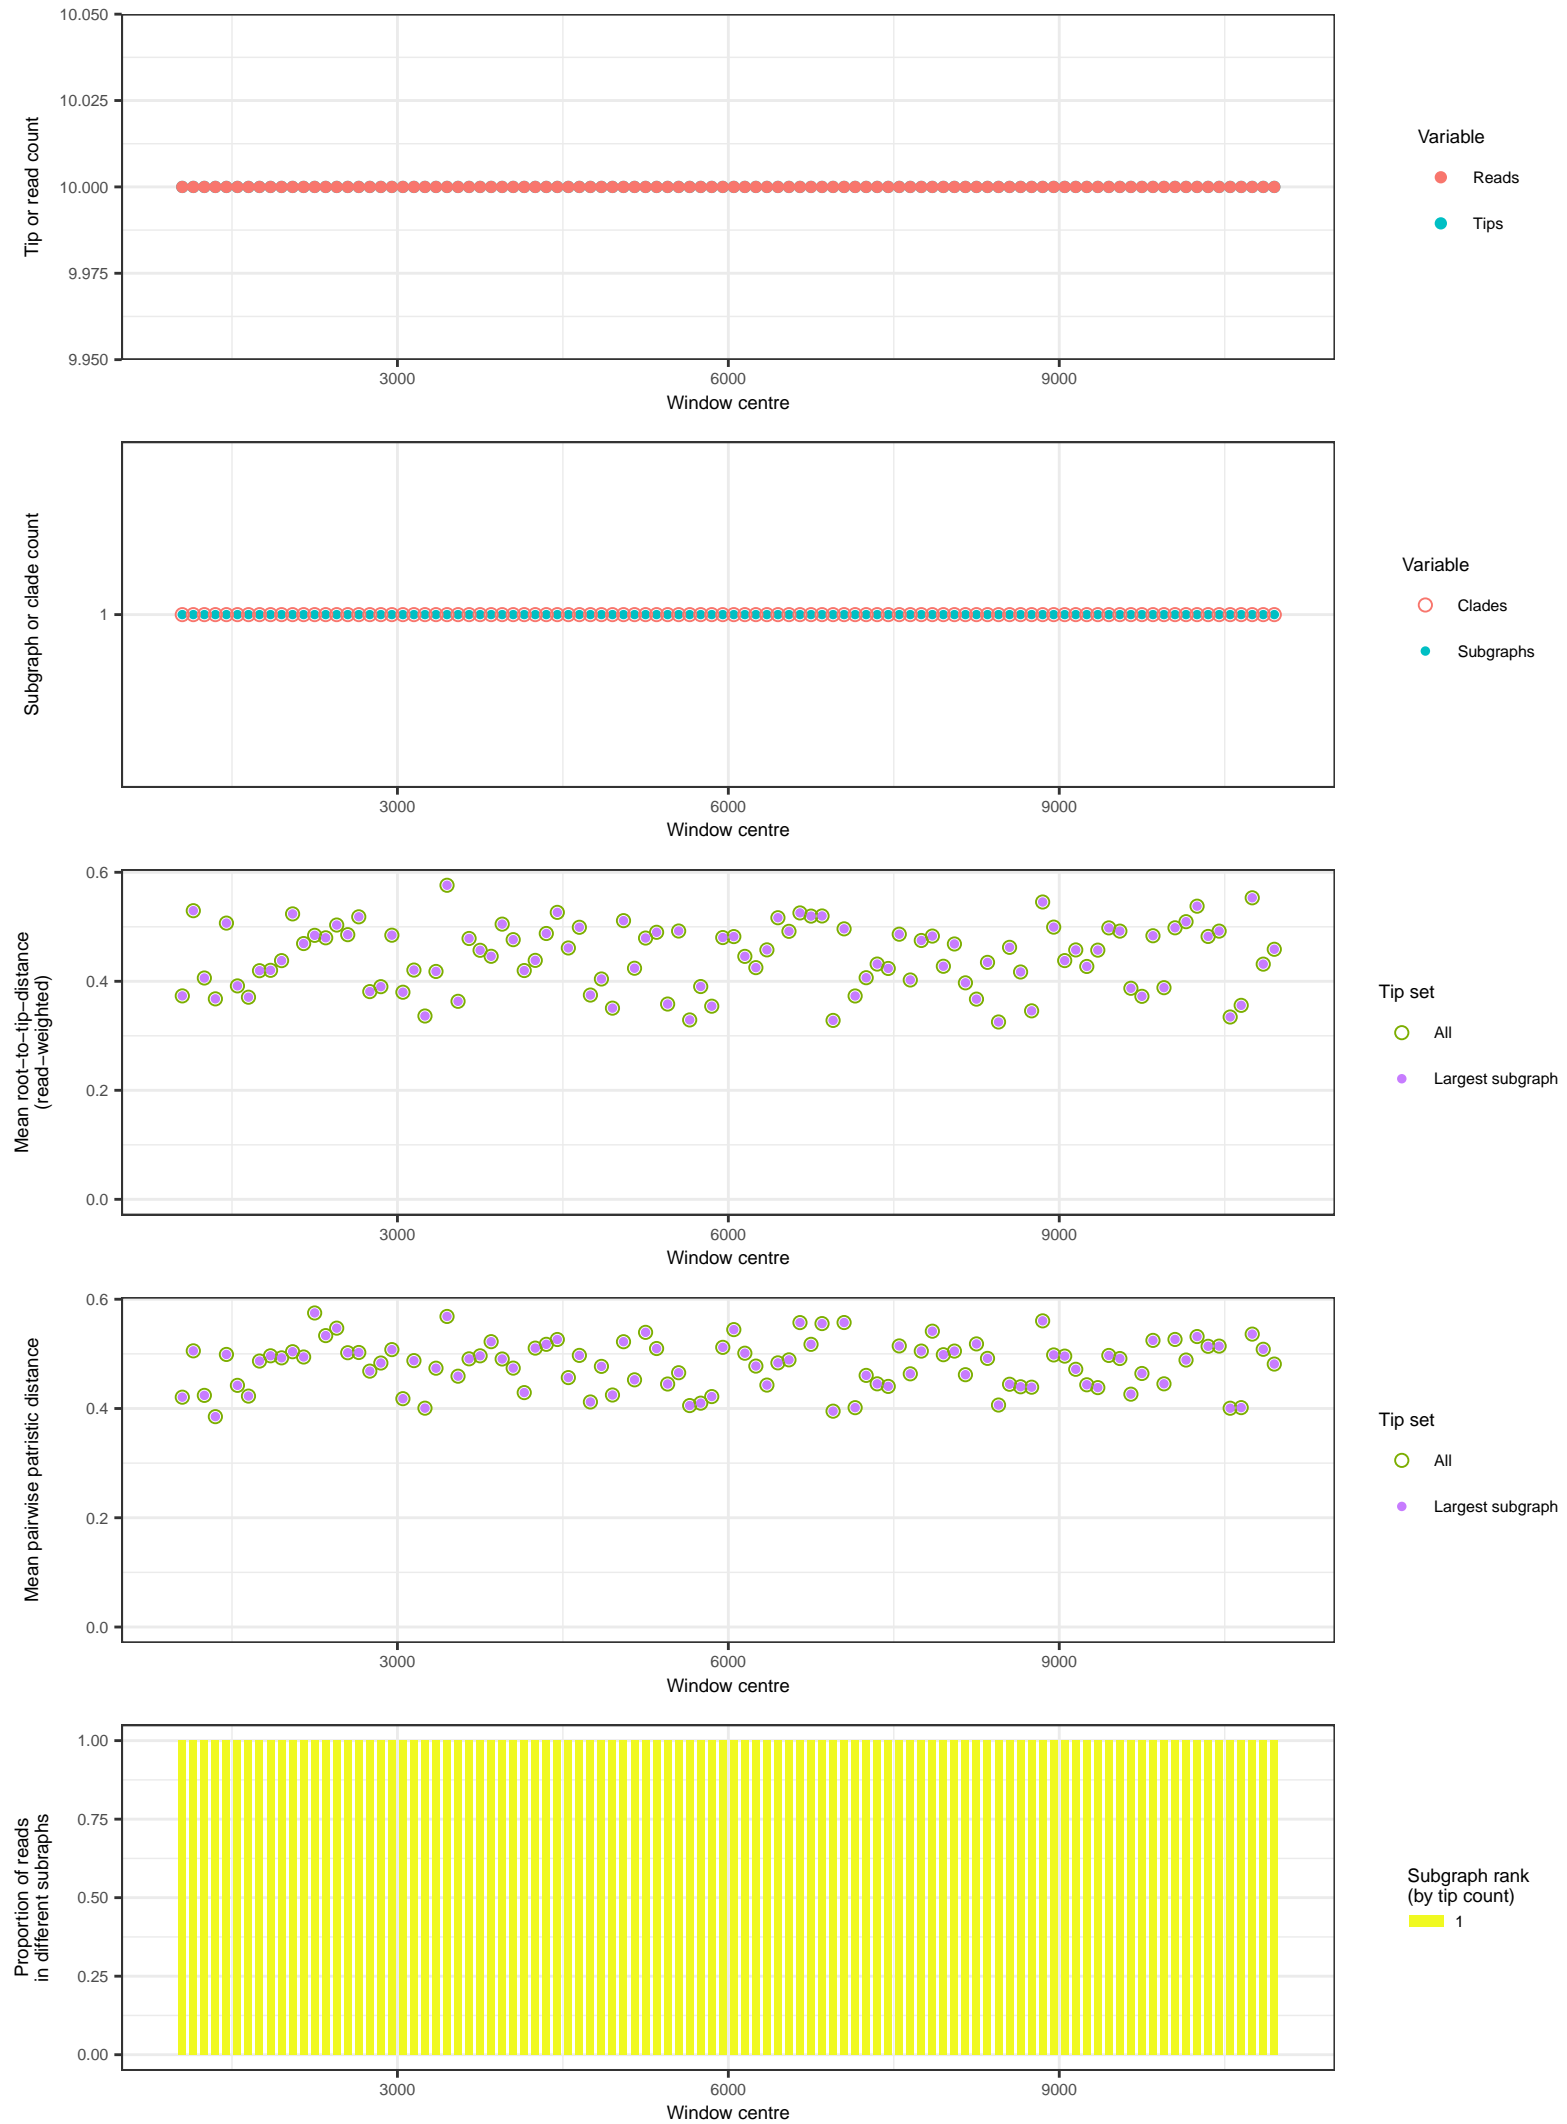 10.050
10.025
10.000
9.975
9.950
Tip or read count
3000 6000 9000
Window centre
Variable
Reads
Tips
1
Subgraph or clade count
3000 6000 9000
Window centre
Variable
Clades
Subgraphs
0.6
0.4
0.2
0.0
Mean root−to−tip−distance
(read−weighted)
3000 6000 9000
Window centre
Tip set
All
Largest subgraph
0.6
0.4
0.2
0.0
Mean pairwise patristic distance
3000 6000 9000
Window centre
Tip set
All
Largest subgraph
1.00
0.75
0.50
0.25
0.00
Proportion of reads
in different subraphs
3000 6000 9000
Window centre
Subgraph rank
(by tip count)
1